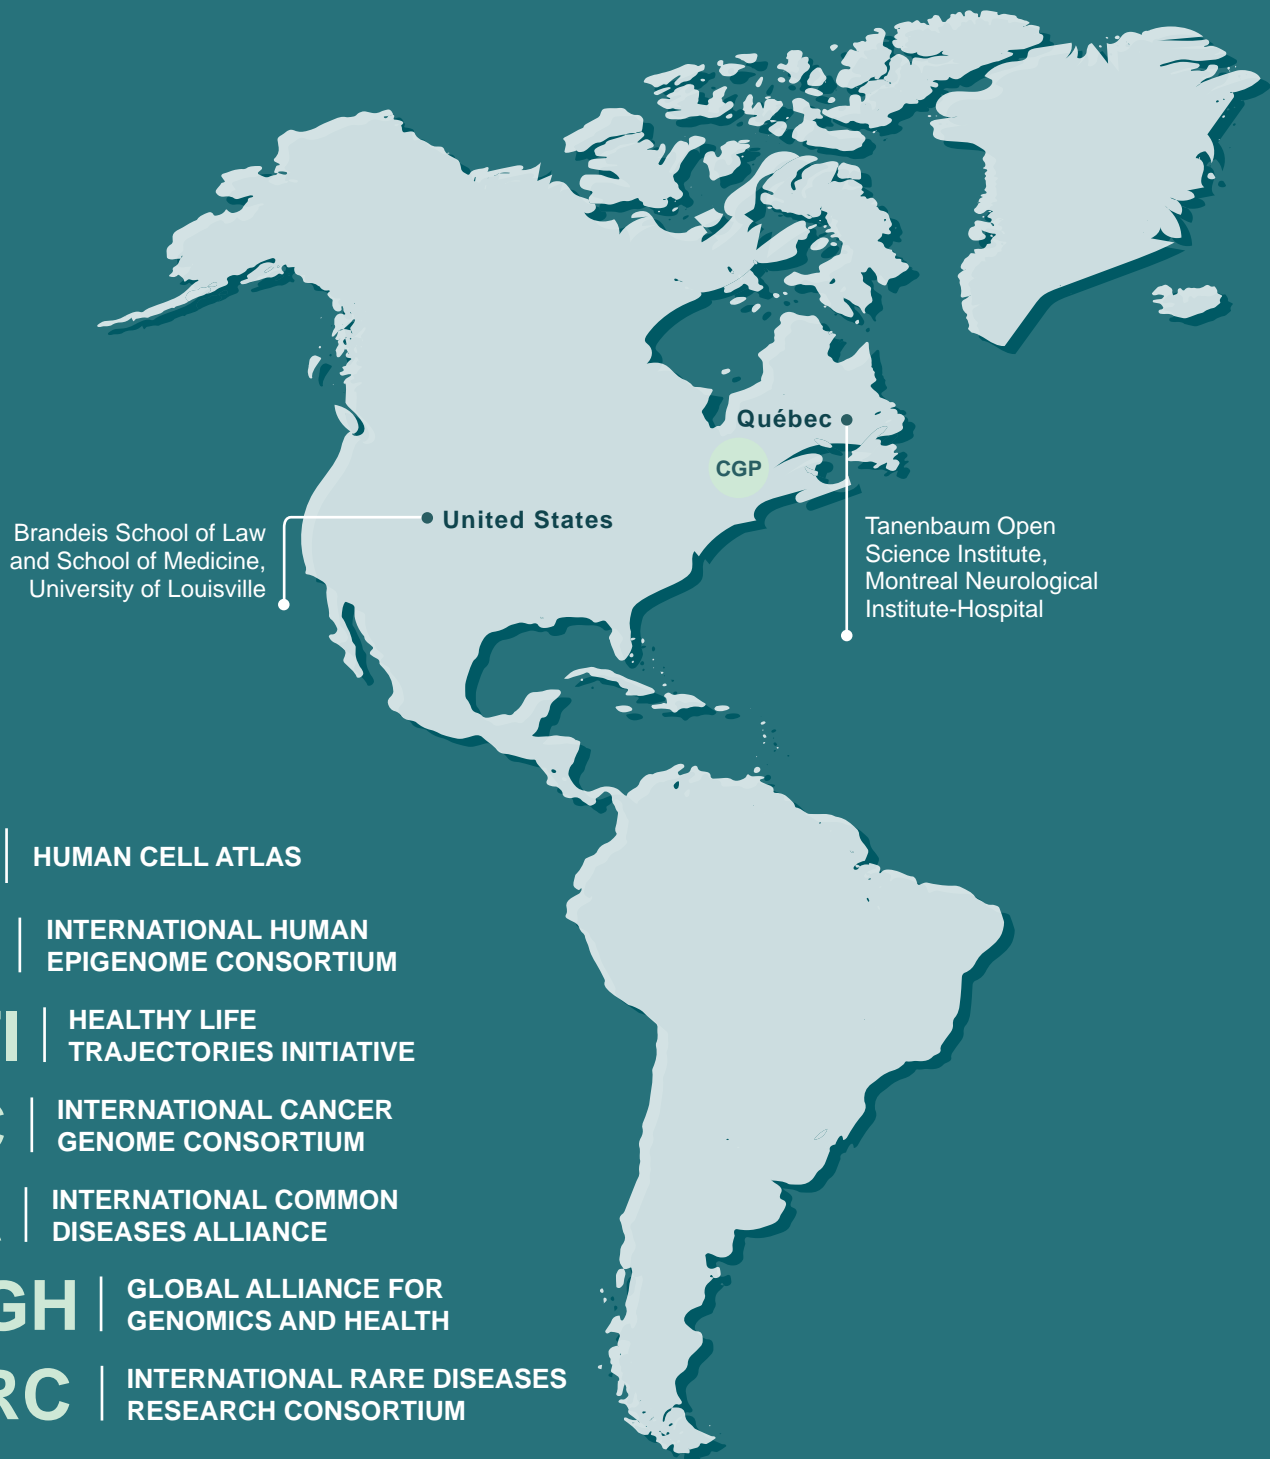 Québec
CGP
United States
Brandeis School of Law
and School of Medicine,
University of Louisville
Tanenbaum Open
Science Institute,
Montreal Neurological
Institute-Hospital
HUMAN CELL ATLAS
INTERNATIONAL HUMAN
EPIGENOME CONSORTIUM
HEALTHY LIFE
TRAJECTORIES INITIATIVE
INTERNATIONAL CANCER
GENOME CONSORTIUM
INTERNATIONAL COMMON
DISEASES ALLIANCE
GH
GLOBAL ALLIANCE FOR
GENOMICS AND HEALTH
RC
INTERNATIONAL RARE DISEASES
RESEARCH CONSORTIUM